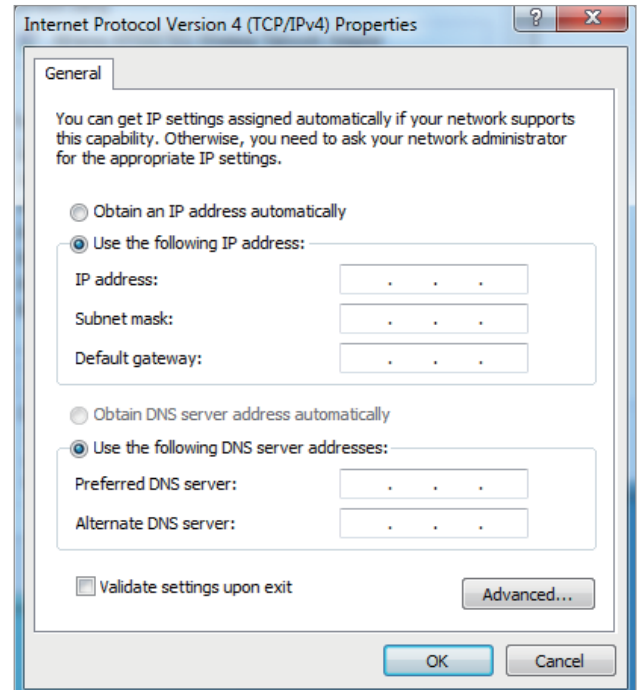 Internet Protocol Version 4 (TCP/IPv4) Properties
General
You can get IP settings assigned automatically if your network supports
this capability. Otherwise, you need to ask your network administrator
for the appropriate IP settings.
Obtain an IP address automatically
Use the following IP address:
IP address:
Subnet mask:
Default gateway:
Obtain DNS server address automatically
Use the following DNS server addresses:
Preferred DNS server:
Alternate DNS server:
Validate settings upon exit
Advanced...
OK
Cancel